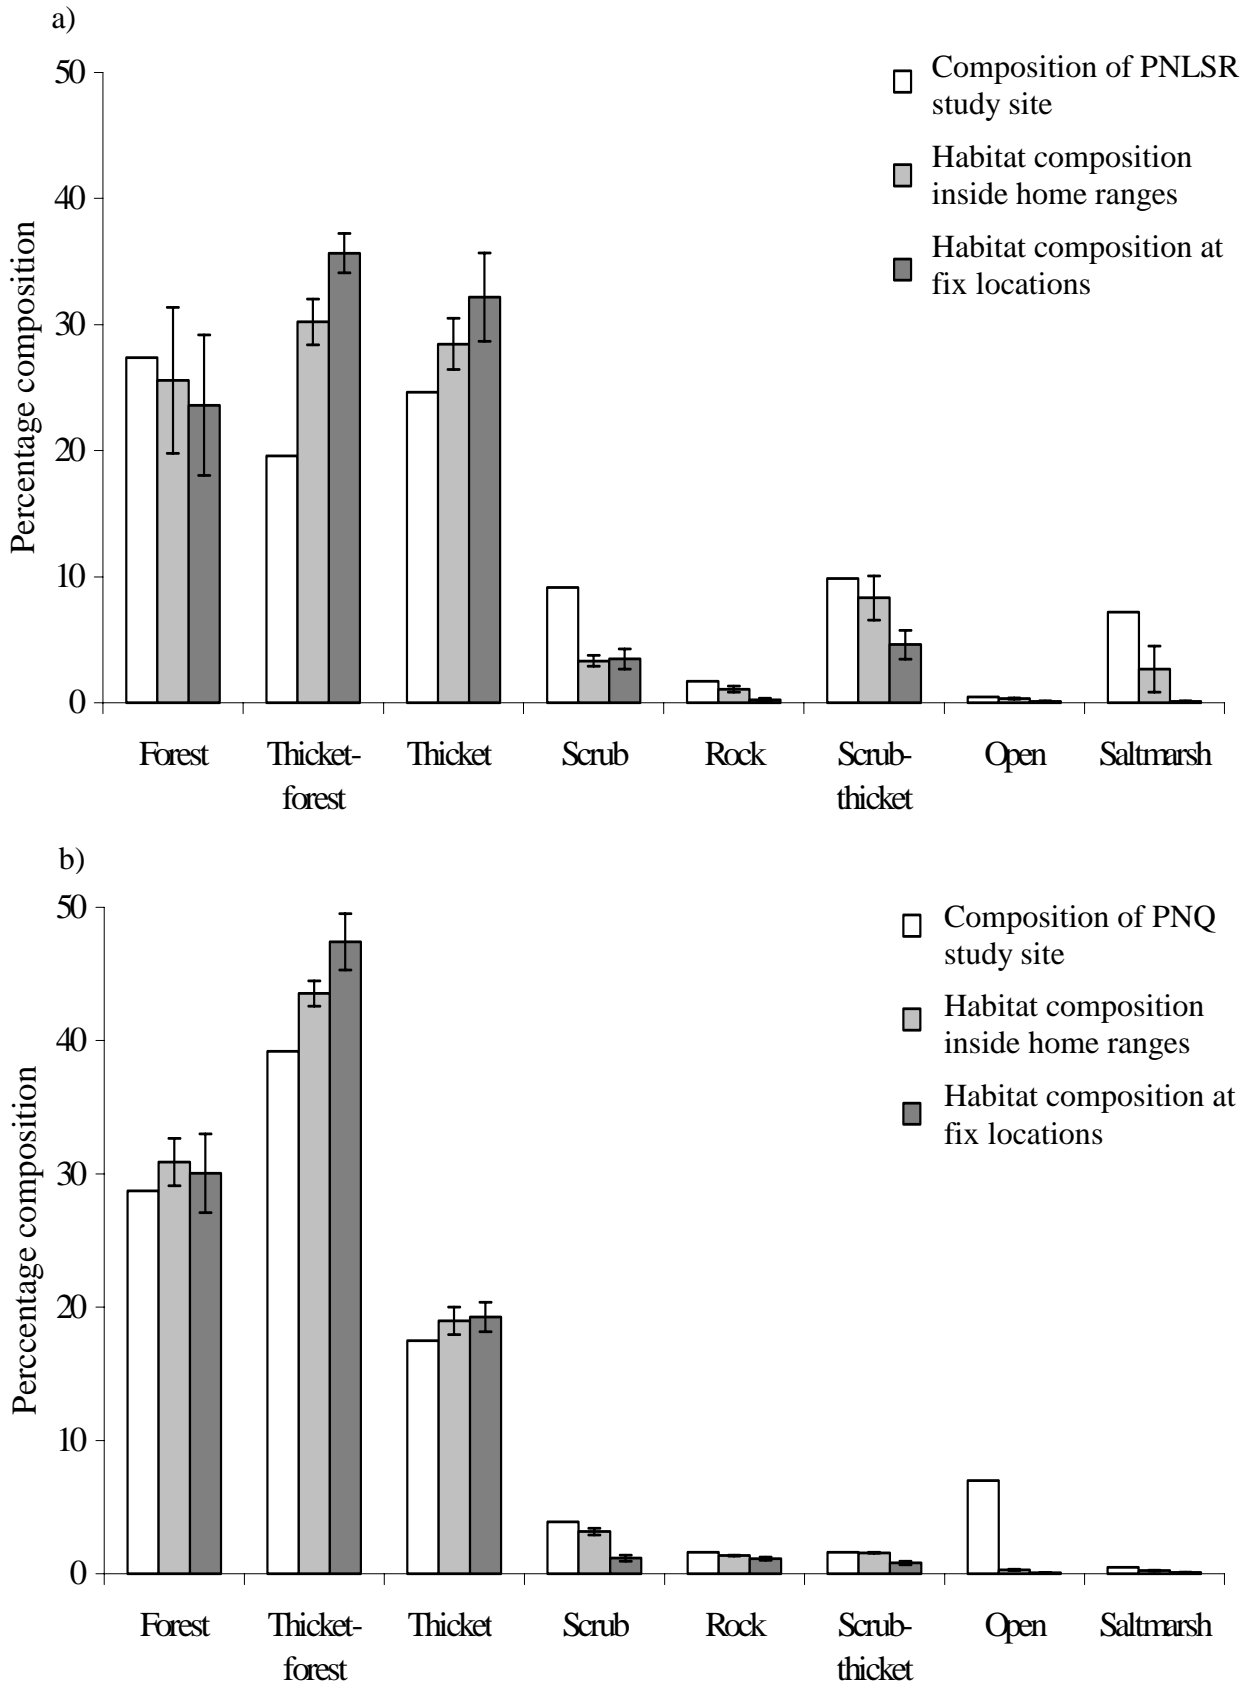 a)
Percentage composition
50
40
30
20
10
0
Composition of PNLSR
study site
Habitat composition
inside home ranges
Habitat composition at
fix locations
Forest
Thicket-
forest
Thicket
Scrub
Rock
Scrub-
thicket
Open
Saltmarsh
b)
Perccentage composition
50
40
30
20
10
0
Composition of PNQ
study site
Habitat composition
inside home ranges
Habitat composition at
fix locations
Forest
Thicket-
forest
Thicket
Scrub
Rock
Scrub-
thicket
Open
Saltmarsh